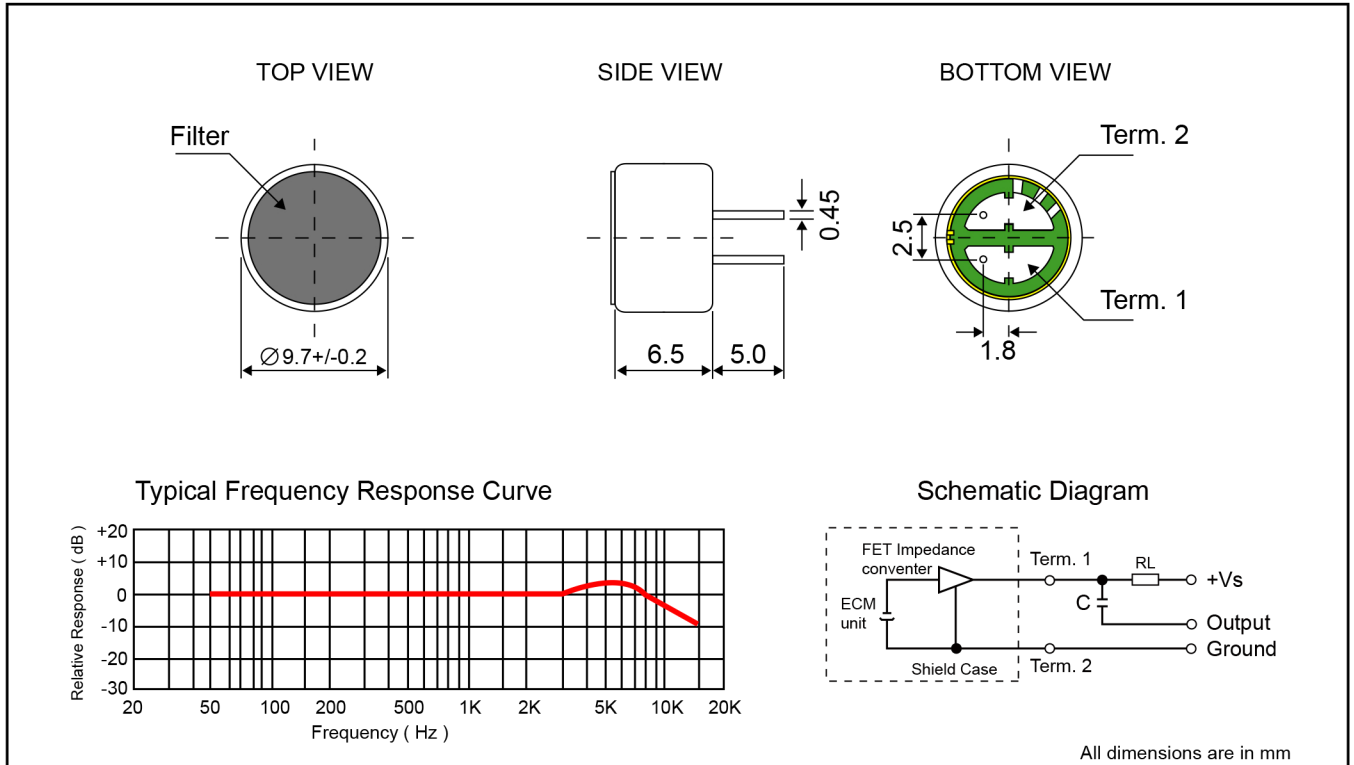 TOP VIEW
SIDE VIEW
BOTTOM VIEW
Filter
Term. 2
0.45
2.5
Term. 1
∅9.7+/-0.2
6.5
5.0
1.8
Typical Frequency Response Curve
Relative Response ( dB )
+20
+10
0
-10
-20
-30
20
50
100
200
500
1K
2K
5K
10K
20K
Frequency ( Hz )
Schematic Diagram
FET Impedance
conventer
ECM
unit
Shield Case
Term. 1
RL
+Vs
C
Output
Ground
Term. 2
All dimensions are in mm